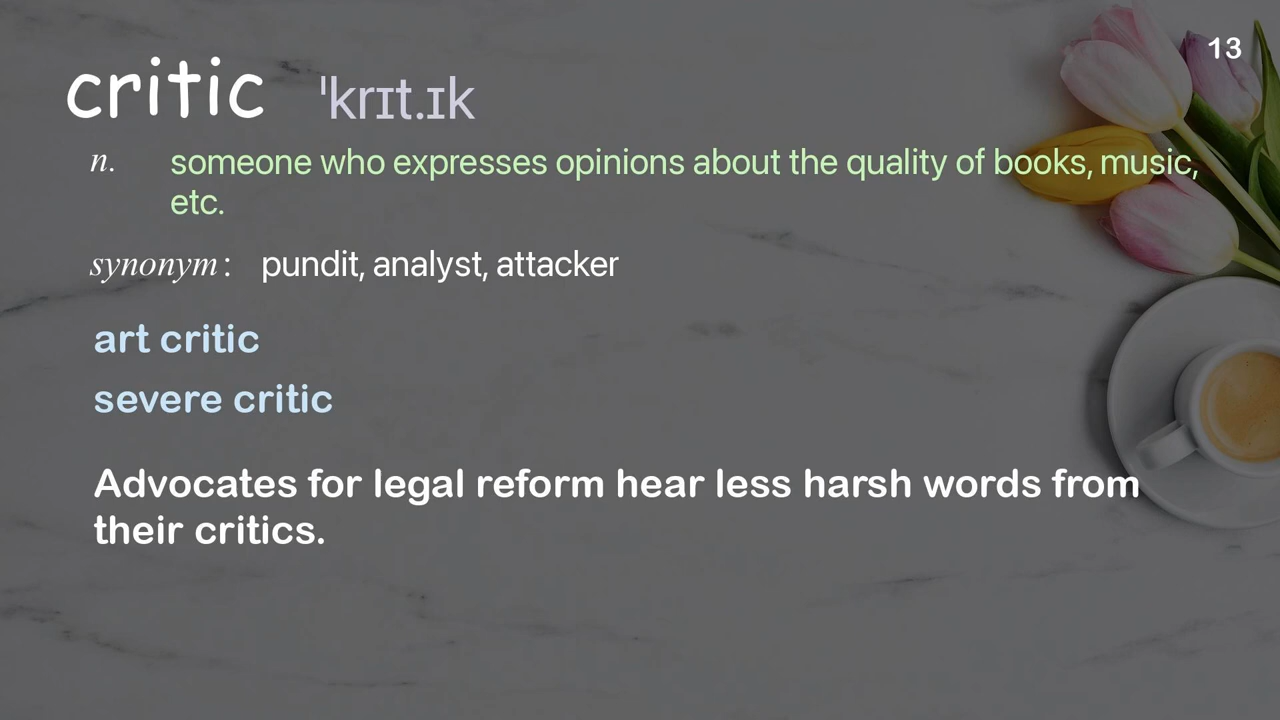 13
critic ˈkrɪt.ɪk
n. someone who expresses opinions about the quality of books, music,
etc.
synonym: pundit, analyst, attacker
art critic
severe critic
Advocates for legal reform hear less harsh words from
their critics.